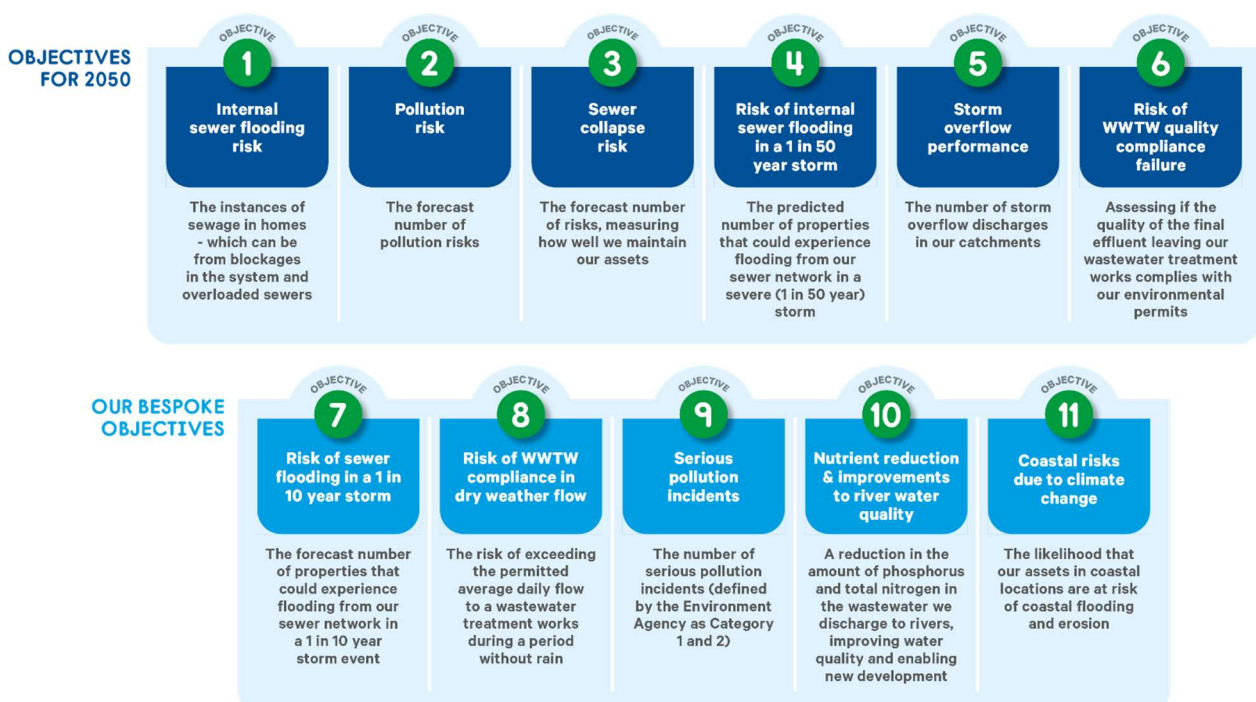 OBJECTIVES
FOR 2050
OBJECTIVE
1
Internal
sewer flooding
risk
The instances of
sewage in homes
- which can be
from blockages
in the system and
overloaded sewers
OBJECTIVE
2
Pollution
risk
The forecast
number of
pollution risks
OBJECTIVE
3
Sewer
collapse
risk
The forecast number
of risks, measuring
how well we maintain
our assets
OBJECTIVE
4
Risk of internal
sewer flooding
in a 1 in 50
year storm
The predicted
number of properties
that could experience
flooding from our
sewer network in a
severe (1 in 50 year)
storm
OBJECTIVE
5
Storm
overflow
performance
The number of storm
overflow discharges
in our catchments
OBJECTIVE
6
Risk of
WWTW quality
compliance
failure
Assessing if the
quality of the final
effluent leaving our
wastewater treatment
works complies with
our environmental
permits
OUR BESPOKE
OBJECTIVES
OBJECTIVE
7
Risk of sewer
flooding in a 1 in
10 year storm
The forecast number
of properties that
could experience
flooding from our
sewer network in
a 1 in 10 year
storm event
OBJECTIVE
8
Risk of WWTW
compliance in
dry weather flow
The risk of exceeding
the permitted
average daily flow
to a wastewater
treatment works
during a period
without rain
OBJECTIVE
9
Serious
pollution
incidents
The number of
serious pollution
incidents (defined
by the Environment
Agency as Category
1 and 2)
OBJECTIVE
10
Nutrient reduction
& improvements
to river water
quality
A reduction in the
amount of phosphorus
and total nitrogen in
the wastewater we
discharge to rivers,
improving water
quality and enabling
new development
OBJECTIVE
11
Coastal risks
due to climate
change
The likelihood that
our assets in coastal
locations are at risk
of coastal flooding
and erosion